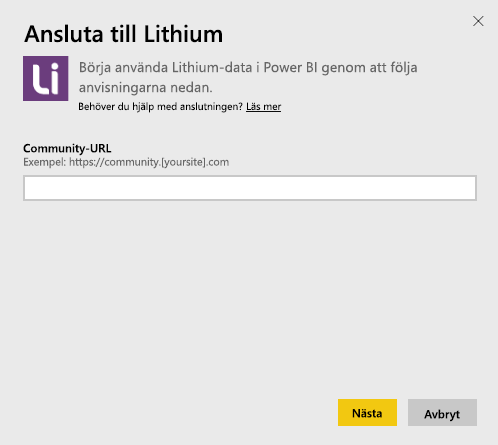 Ansluta till Lithium
Li
Börja använda Lithium-data i Power BI genom att följa
anvisningarna nedan.
Behöver du hjälp med anslutningen? Läs mer
Community-URL
Exempel: https://community.[yoursite].com
Nästa
Avbryt